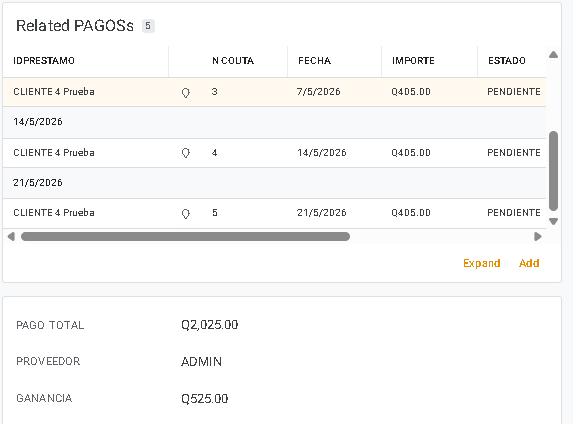 Related PAGOSs 5
IDPRESTAMO N COUTA FECHA IMPORTE ESTADO
CLIENTE 4 Prueba 3 7/5/2026 Q405.00 PENDIENTE
14/5/2026
CLIENTE 4 Prueba 4 14/5/2026 Q405.00 PENDIENTE
21/5/2026
CLIENTE 4 Prueba 5 21/5/2026 Q405.00 PENDIENTE
Expand Add
PAGO TOTAL Q2,025.00
PROVEEDOR ADMIN
GANANCIA Q525.00